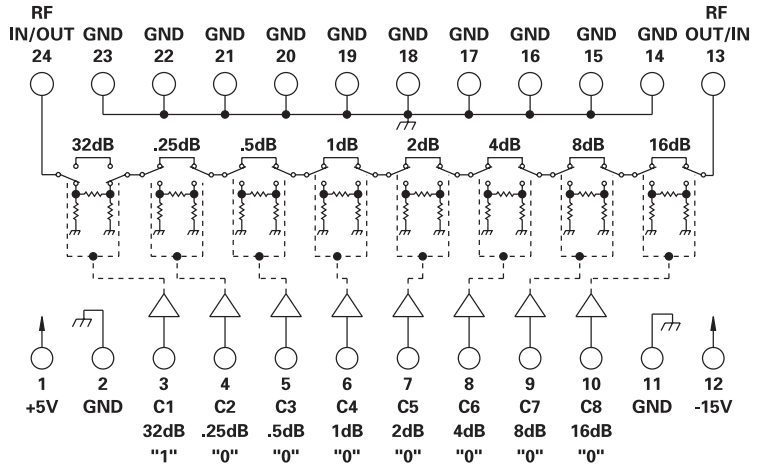 RF RF
IN/OUT GND GND GND GND GND GND GND GND GND GND OUT/IN
24 23 22 21 20 19 18 17 16 15 14 13
32dB .25dB .5dB 1dB 2dB 4dB 8dB 16dB
1 2 3 4 5 6 7 8 9 10 11 12
+5V GND C1 C2 C3 C4 C5 C6 C7 C8 GND -15V
32dB .25dB .5dB 1dB 2dB 4dB 8dB 16dB
"1" "0" "0" "0" "0" "0" "0" "0"